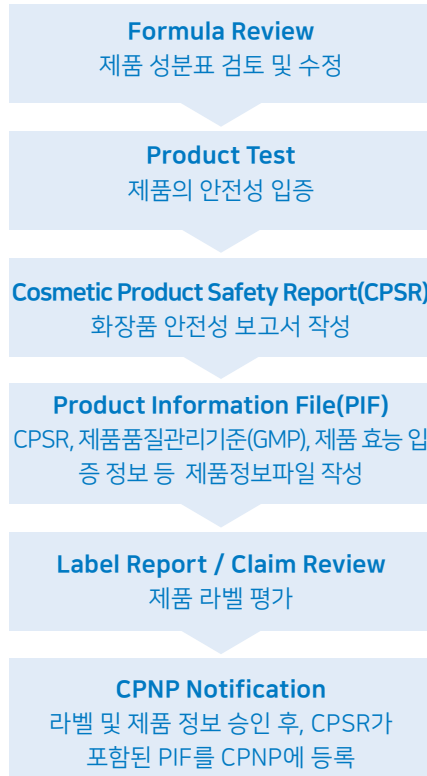 Formula Review
제품 성분표 검토 및 수정
Product Test
제품의 안전성 입증
Cosmetic Product Safety Report(CPSR)
화장품 안전성 보고서 작성
Product Information File(PIF)
CPSR, 제품품질관리기준(GMP), 제품 효능 입
증 정보 등 제품정보파일 작성
Label Report / Claim Review
제품 라벨 평가
CPNP Notification
라벨 및 제품 정보 승인 후, CPSR가
포함된 PIF를 CPNP에 등록